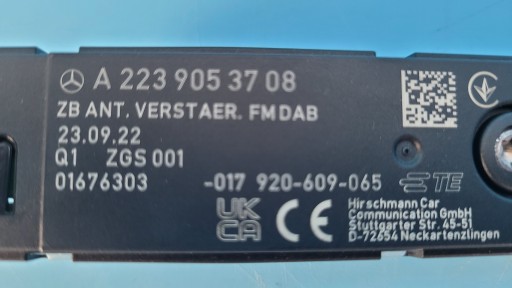 A 223 905 37 08
ZB ANT. VERSTAER. FM DAB
23.09.22
Q1 ZGS 001
01676303 -017 920-609-065 TE
UK CA CE
Hirschmann Car
Communication GmbH
Stuttgarter Str. 45-51
D-72654 Neckartenzlingen